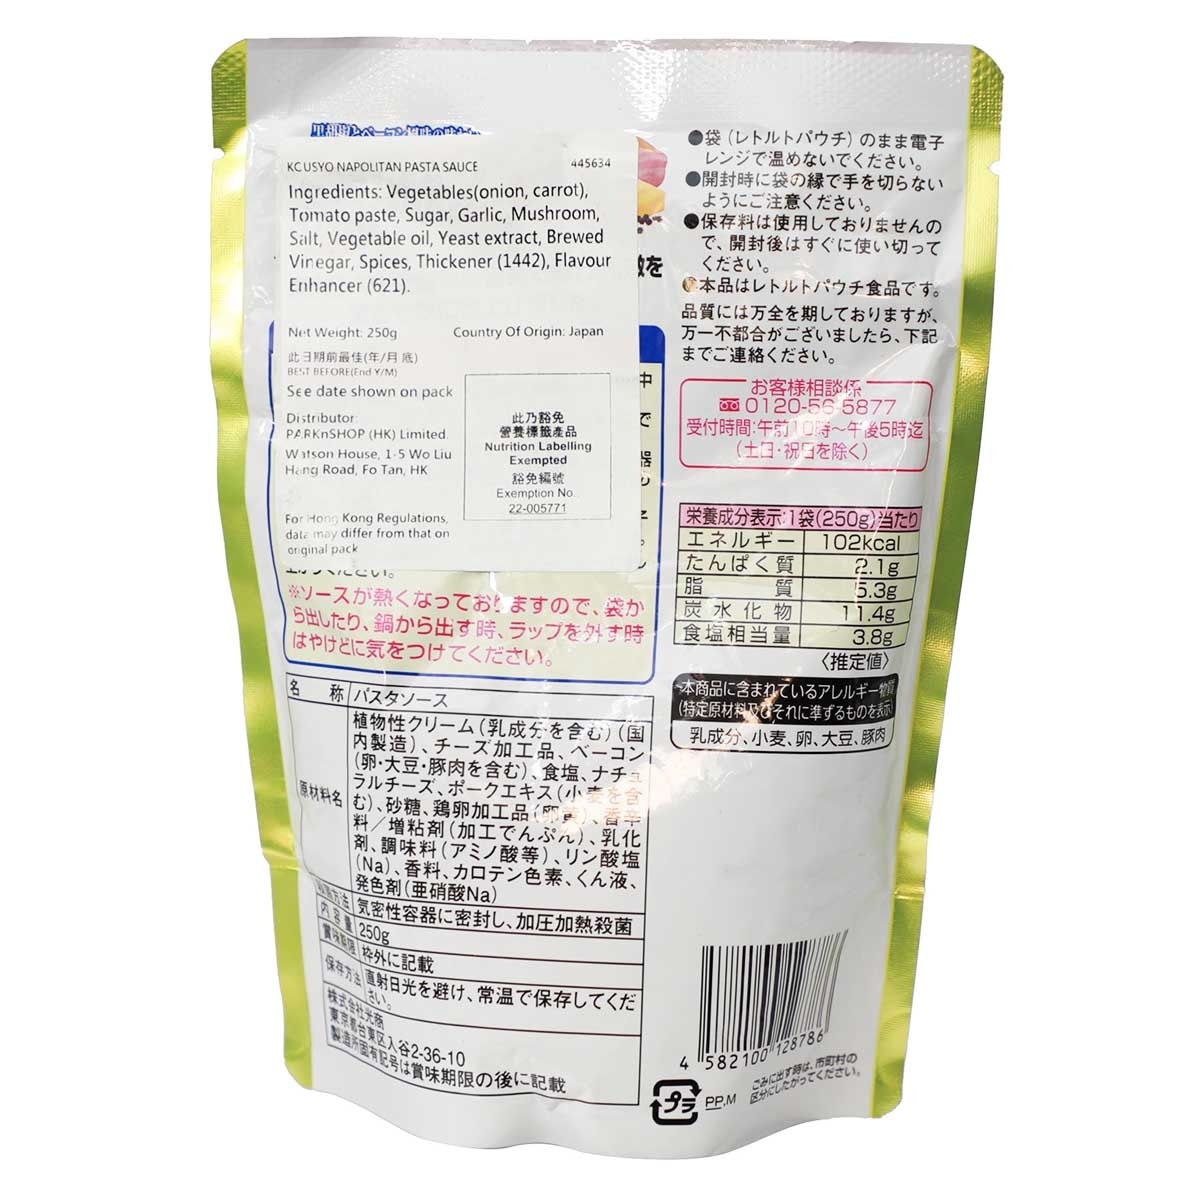 KCUSYO NAPOLITAN PASTA SAUCE 445634
Ingredients: Vegetables(onion, carrot),
Tomato paste, Sugar, Garlic, Mushroom,
Salt, Vegetable oil, Yeast extract, Brewed
Vinegar, Spices, Thickener (1442), Flavour
Enhancer (621).
Net Weight: 250g Country Of Origin: Japan
此日期前最佳(年/月 底)
BEST BEFORE(End Y/M)
See date shown on pack
Distributor:
PARKnSHOP (HK) Limited.
Watson House, 1-5 Wo Liu
Hang Road, Fo Tan, HK
此乃豁免
營養標籤產品
Nutrition Labelling
Exempted
豁免編號
Exemption No.
22-005771
For Hong Kong Regulations,
data may differ from that on
original pack
を
中
で
器
上がりください。
※ソースが熱くなっておりますので、袋か
ら出したり、鍋から出す時、ラップを外す時
はやけどに気をつけてください。
名 称 パスタソース
原材料名
植物性クリーム(乳成分を含む)(国
内製造)、チーズ加工品、ベーコン
(卵・大豆・豚肉を含む)、食塩、ナチュ
ラルチーズ、ポークエキス(小麦を含
む)、砂糖、鶏卵加工品(卵黄)、香辛
料/増粘剤(加工でんぷん)、乳化
剤、調味料(アミノ酸等)、リン酸塩
(Na)、香料、カロテン色素、くん液、
発色剤(亜硝酸Na)
殺菌方法 気密性容器に密封し、加圧加熱殺菌
内容量 250g
賞味期限 枠外に記載
保存方法 直射日光を避け、常温で保存してくだ
さい。
株式会社光商
東京都台東区入谷2-36-10
製造所固有記号は賞味期限の後に記載
●袋(レトルトパウチ)のまま電子
レンジで温めないでください。
●開封時に袋の縁で手を切らない
ようにご注意ください。
●保存料は使用しておりませんの
で、開封後はすぐに使い切って
ください。
●本品はレトルトパウチ食品です。
品質には万全を期しておりますが、
万一不都合がございましたら、下記
までご連絡ください。
お客様相談係
0120-56-5877
受付時間:午前10時〜午後5時迄
(土日・祝日を除く)
栄養成分表示:1袋(250g)当たり
エネルギー 102kcal
たんぱく質 2.1g
脂質 5.3g
炭水化物 11.4g
食塩相当量 3.8g
〈推定値〉
本商品に含まれているアレルギー物質
(特定原材料及びそれに準ずるものを表示)
乳成分、小麦、卵、大豆、豚肉
4 582100 128786
プラ
PP,M
ごみに出す時は、市町村の
区分にしたがってください。